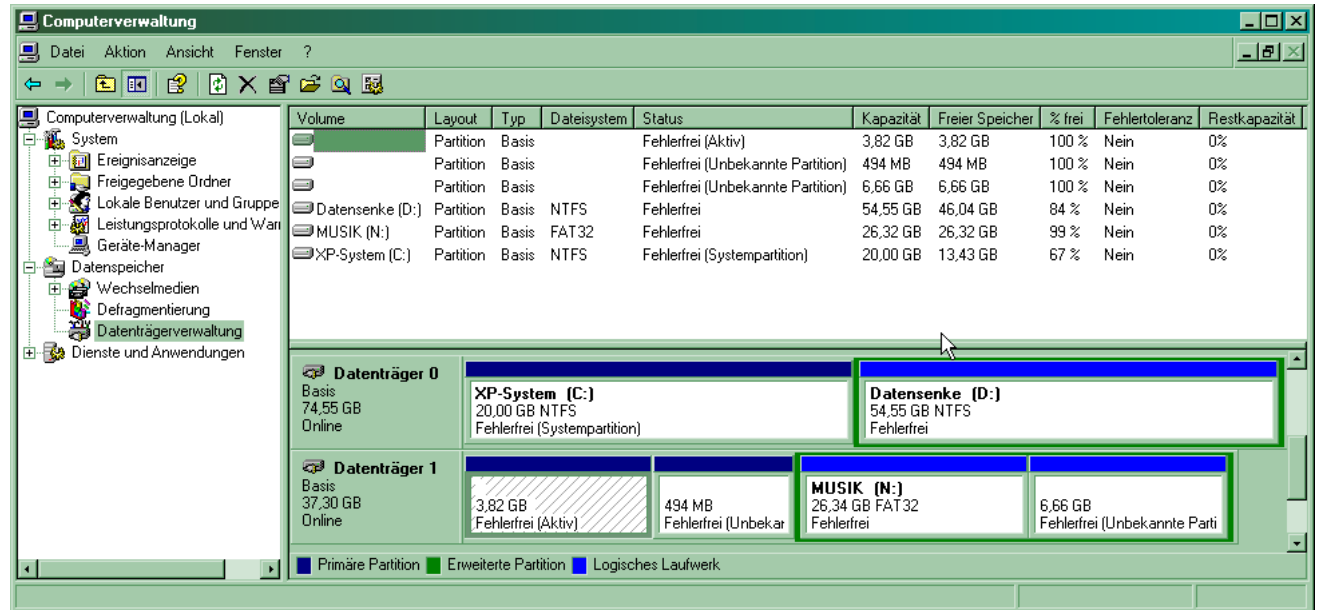 Computerverwaltung
Datei Aktion Ansicht Fenster ?
Computerverwaltung (Lokal)
System
Ereignisanzeige
Freigegebene Ordner
Lokale Benutzer und Gruppe
Leistungsprotokolle und Warn
Geräte-Manager
Datenspeicher
Wechselmedien
Defragmentierung
Datenträgerverwaltung
Dienste und Anwendungen
Volume Layout Typ Dateisystem Status Kapazität Freier Speicher % frei Fehlertoleranz Restkapazität
Partition Basis Fehlerfrei (Aktiv) 3,82 GB 3,82 GB 100 % Nein 0%
Partition Basis Fehlerfrei (Unbekannte Partition) 494 MB 494 MB 100 % Nein 0%
Partition Basis Fehlerfrei (Unbekannte Partition) 6,66 GB 6,66 GB 100 % Nein 0%
Datensenke (D:) Partition Basis NTFS Fehlerfrei 54,55 GB 46,04 GB 84 % Nein 0%
MUSIK (N:) Partition Basis FAT32 Fehlerfrei 26,32 GB 26,32 GB 99 % Nein 0%
XP-System (C:) Partition Basis NTFS Fehlerfrei (Systempartition) 20,00 GB 13,43 GB 67 % Nein 0%
Datenträger 0
Basis
74,55 GB
Online
XP-System (C:)
20,00 GB NTFS
Fehlerfrei (Systempartition)
Datensenke (D:)
54,55 GB NTFS
Fehlerfrei
Datenträger 1
Basis
37,30 GB
Online
3,82 GB
Fehlerfrei (Aktiv)
494 MB
Fehlerfrei (Unbekar
MUSIK (N:)
26,34 GB FAT32
Fehlerfrei
6,66 GB
Fehlerfrei (Unbekannte Parti
Primäre Partition Erweiterte Partition Logisches Laufwerk